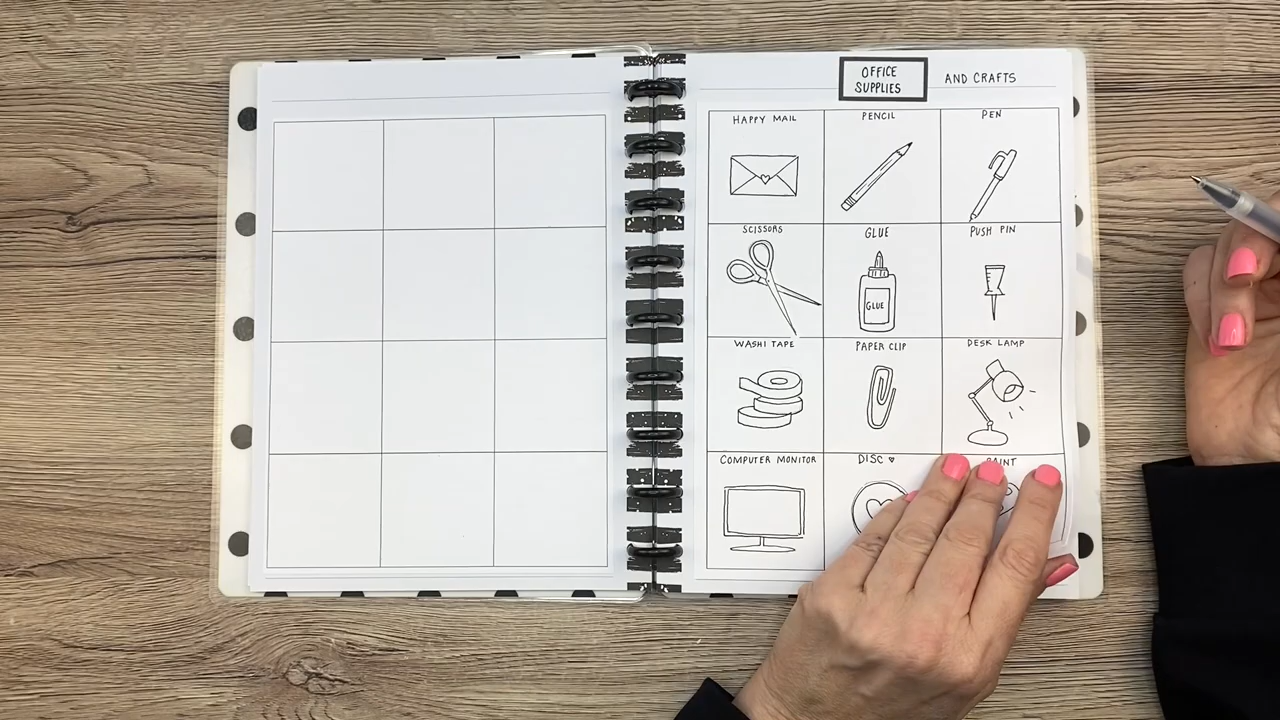 OFFICE
SUPPLIES
AND CRAFTS
HAPPY MAIL
PENCIL
PEN
SCISSORS
GLUE
PUSH PIN
GLUE
WASHI TAPE
PAPER CLIP
DESK LAMP
COMPUTER MONITOR
DISC ♥